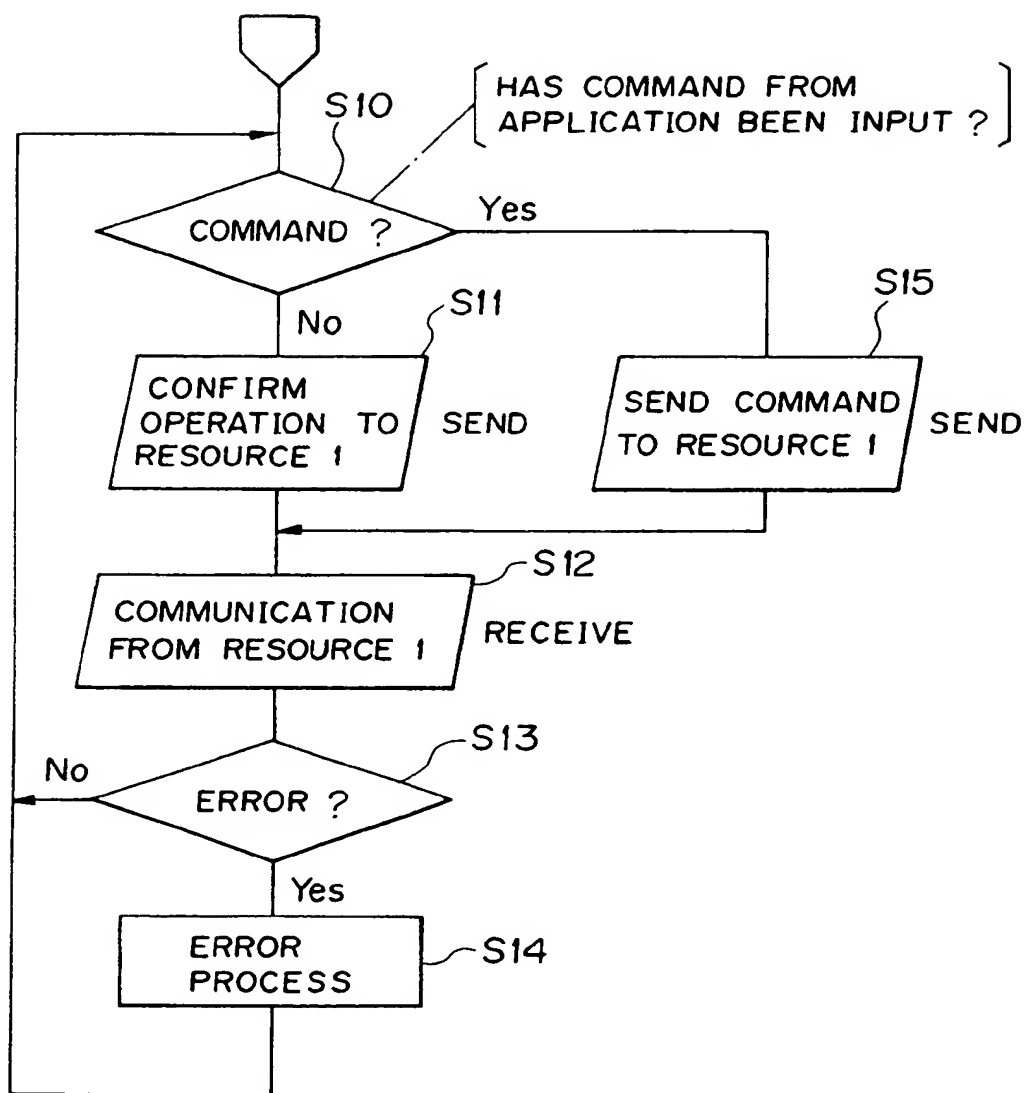 S10
HAS COMMAND FROM
APPLICATION BEEN INPUT ?
COMMAND ?
Yes
No
S11
S15
CONFIRM
OPERATION TO
RESOURCE 1
SEND
SEND COMMAND
TO RESOURCE 1
SEND
S12
COMMUNICATION
FROM RESOURCE 1
RECEIVE
S13
No
ERROR ?
Yes
ERROR
PROCESS
S14